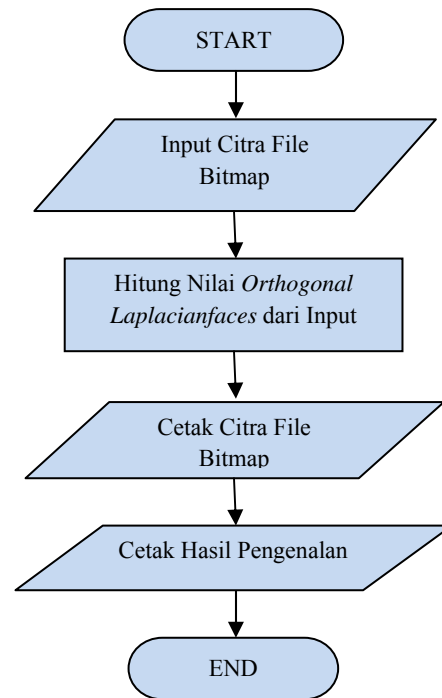 START
Input Citra File
Bitmap
Hitung Nilai Orthogonal
Laplacianfaces dari Input
Cetak Citra File
Bitmap
Cetak Hasil Pengenalan
END